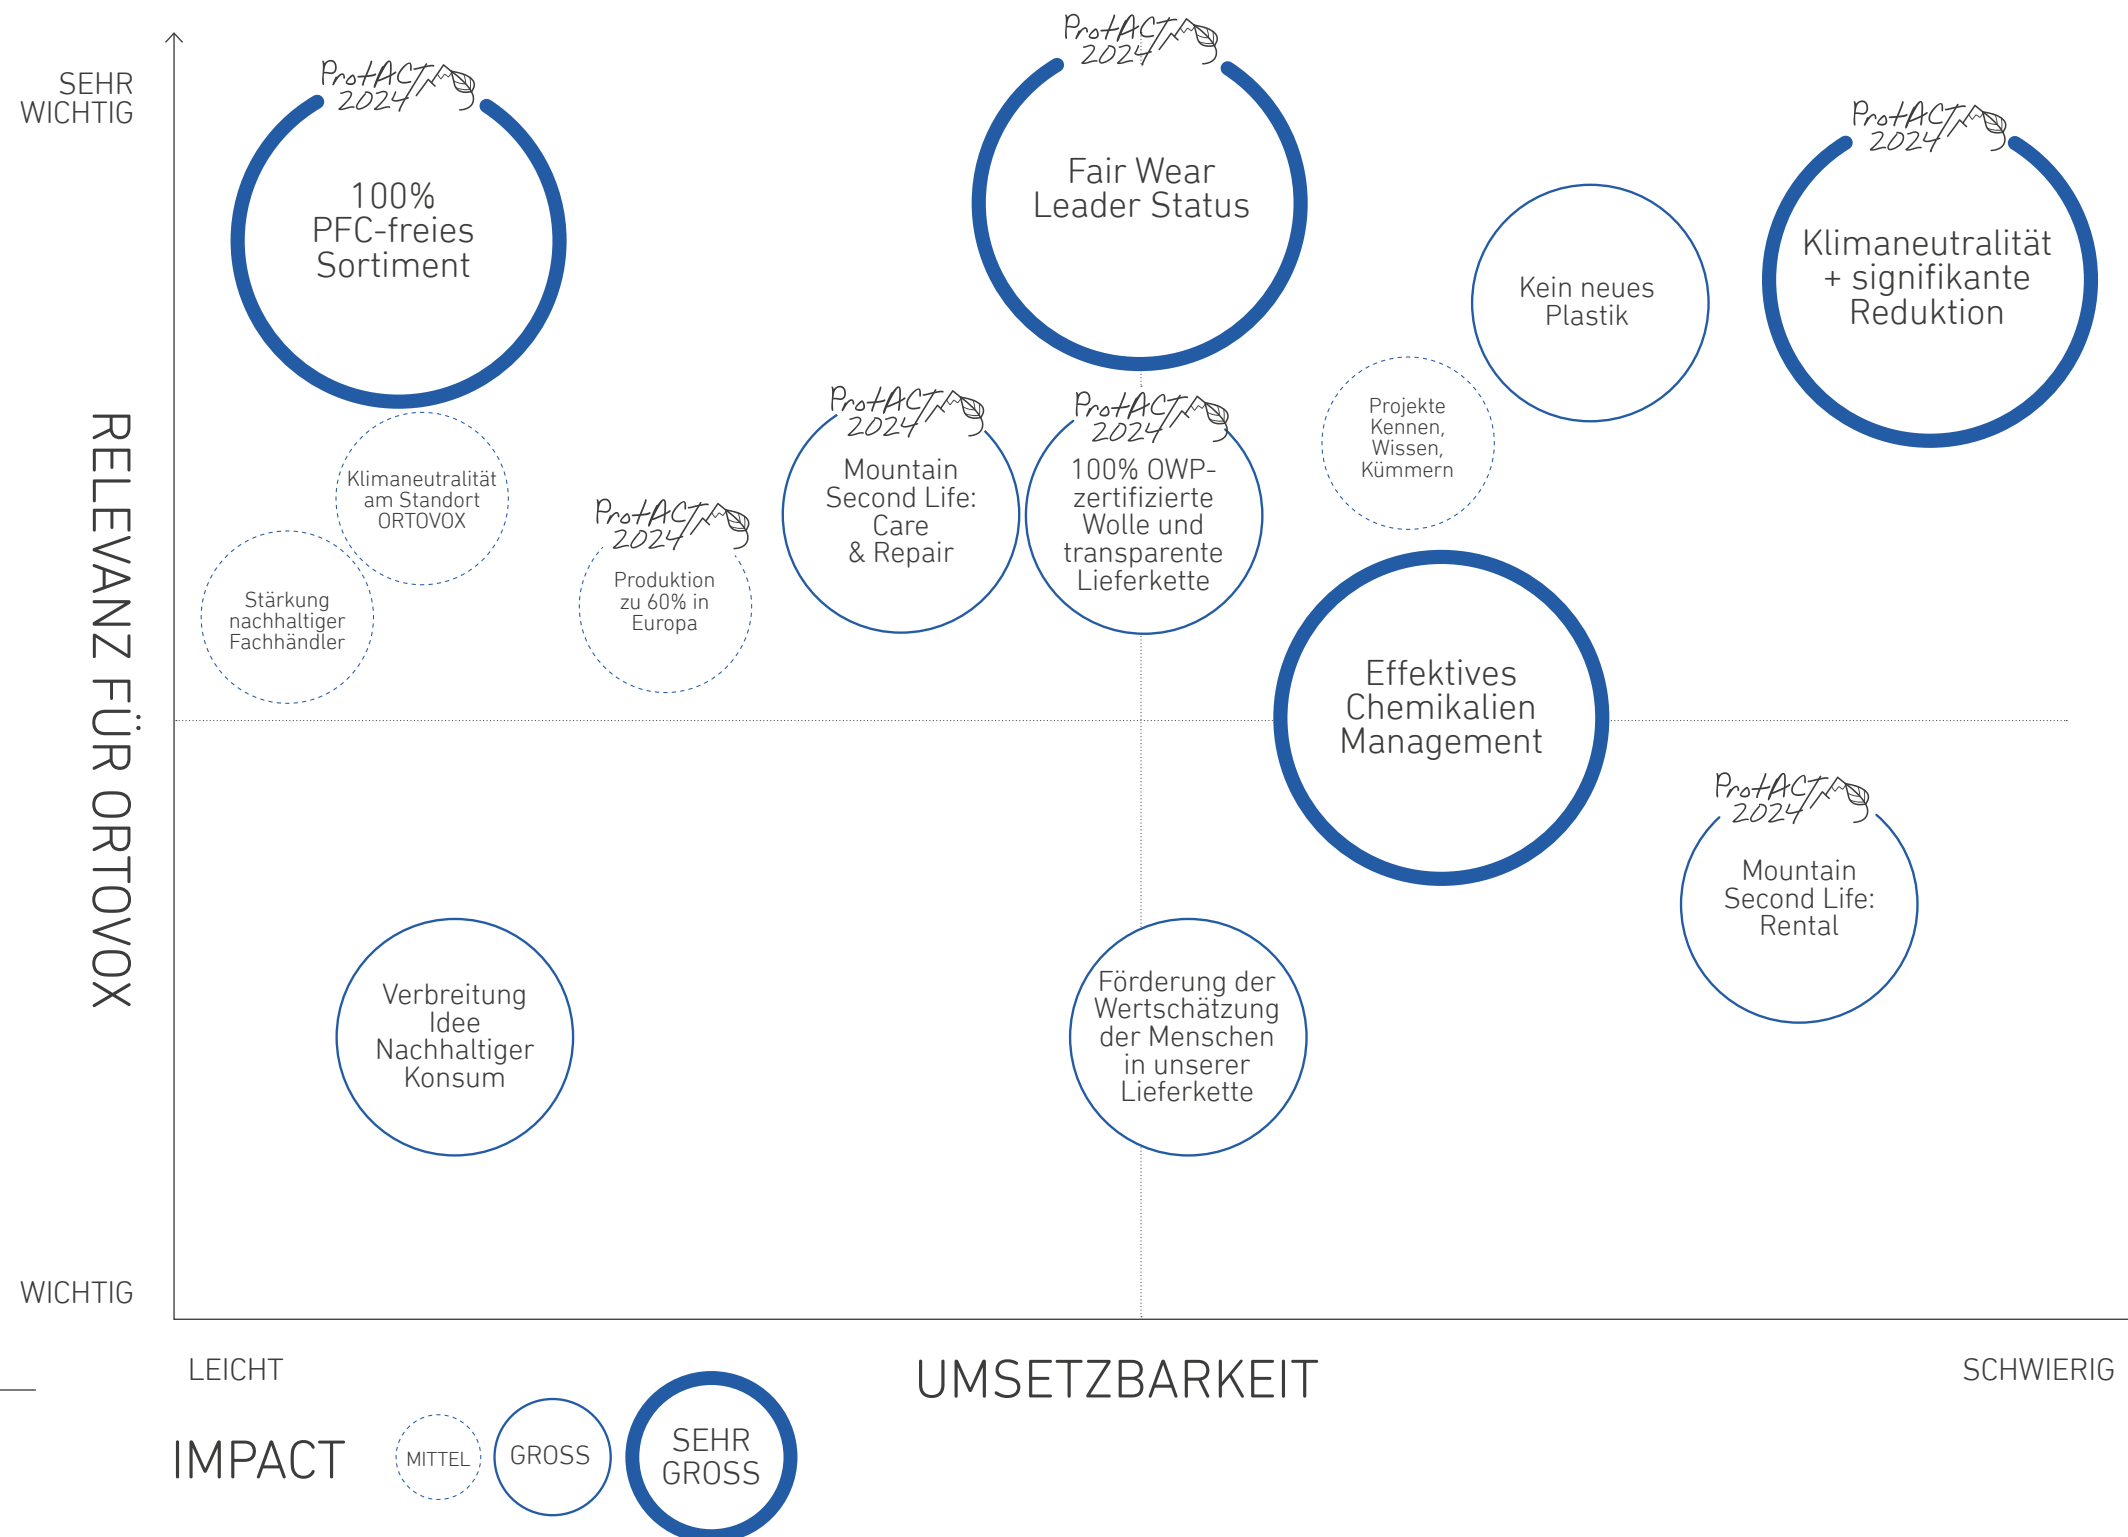 SEHR
WICHTIG
RELEVANZ FÜR ORTOVOX
WICHTIG
ProtACT
2024
100%
PFC-freies
Sortiment
ProtACT
2024
Fair Wear
Leader Status
ProtACT
2024
Klimaneutralität
+ signifikante
Reduktion
Kein neues
Plastik
Projekte
Kennen,
Wissen,
Kümmern
Klimaneutralität
am Standort
ORTOVOX
Stärkung
nachhaltiger
Fachhändler
ProtACT
2024
Produktion
zu 60% in
Europa
ProtACT
2024
Mountain
Second Life:
Care
& Repair
ProtACT
2024
100% OWP-
zertifizierte
Wolle und
transparente
Lieferkette
Effektives
Chemikalien
Management
ProtACT
2024
Mountain
Second Life:
Rental
Verbreitung
Idee
Nachhaltiger
Konsum
Förderung der
Wertschätzung
der Menschen
in unserer
Lieferkette
LEICHT
UMSETZBARKEIT
SCHWIERIG
IMPACT
MITTEL
GROSS
SEHR
GROSS